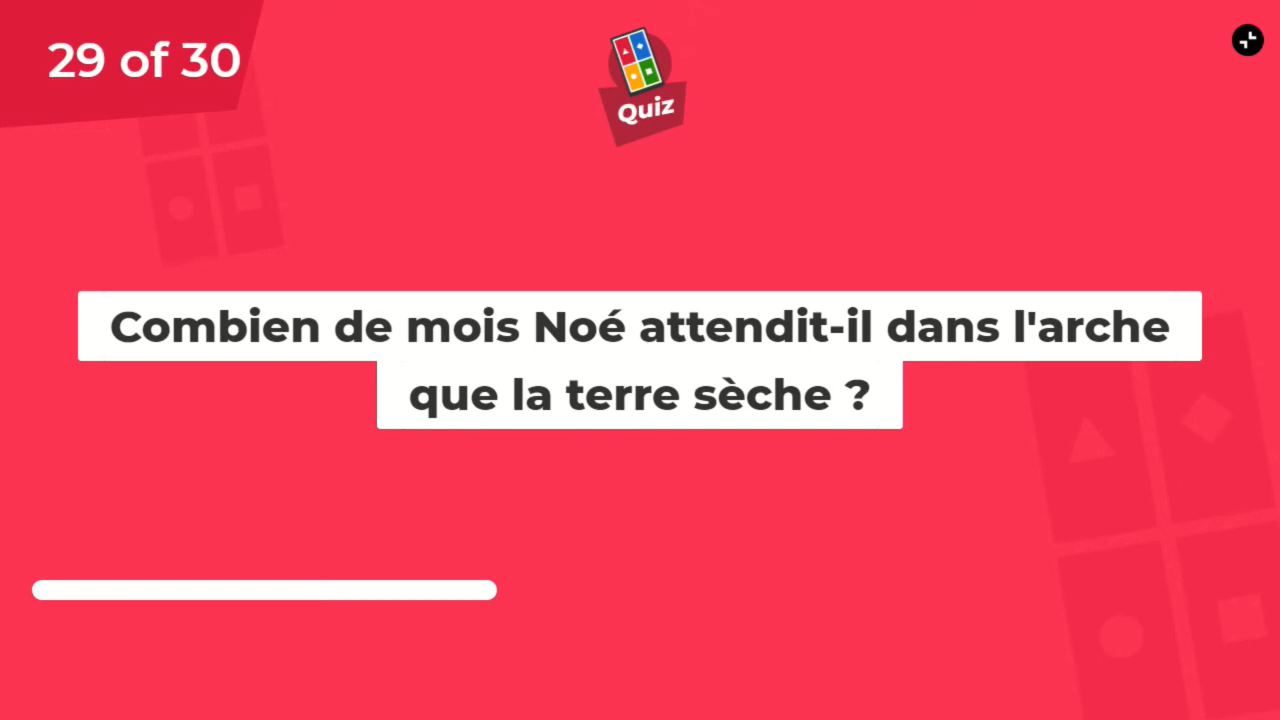 29 of 30
Quiz
Combien de mois Noé attendit-il dans l'arche
que la terre sèche ?